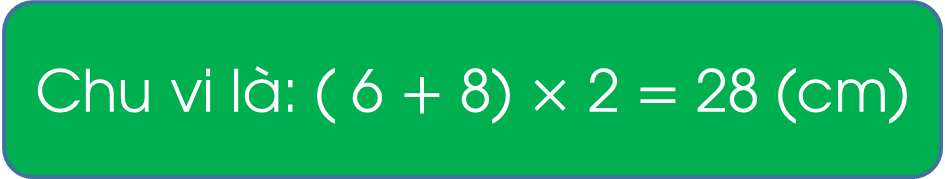 Chu vi là: ( 6 + 8) × 2 = 28 (cm)